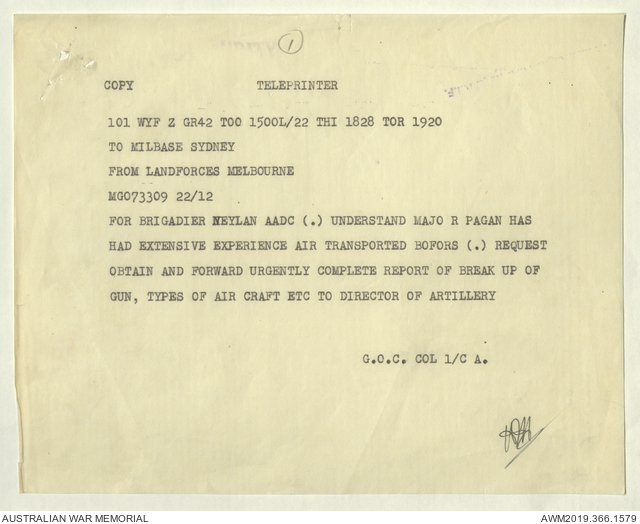 1
COPY TELEPRINTER
101 WYF Z GR42 TOO 1500L/22 THI 1828 TOR 1920
TO MILBASE SYDNEY
FROM LANDFORCES MELBOURNE
MGO73309 22/12
FOR BRIGADIER NEYLAN AADC (.) UNDERSTAND MAJO R PAGAN HAS
HAD EXTENSIVE EXPERIENCE AIR TRANSPORTED BOFORS (.) REQUEST
OBTAIN AND FORWARD URGENTLY COMPLETE REPORT OF BREAK UP OF
GUN, TYPES OF AIR CRAFT ETC TO DIRECTOR OF ARTILLERY
G.O.C. COL 1/C A.
AUSTRALIAN WAR MEMORIAL AWM2019.366.1579